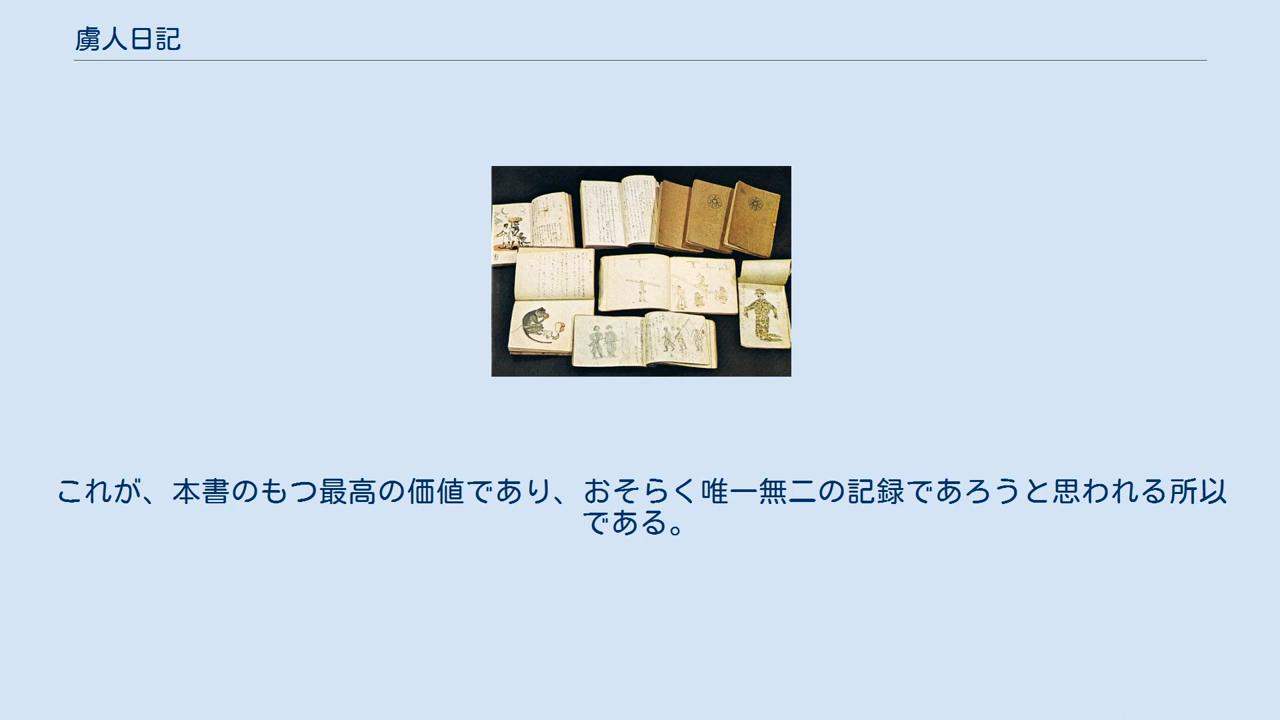 虜人日記
これが、本書のもつ最高の価値であり、おそらく唯一無二の記録であろうと思われる所以
である。